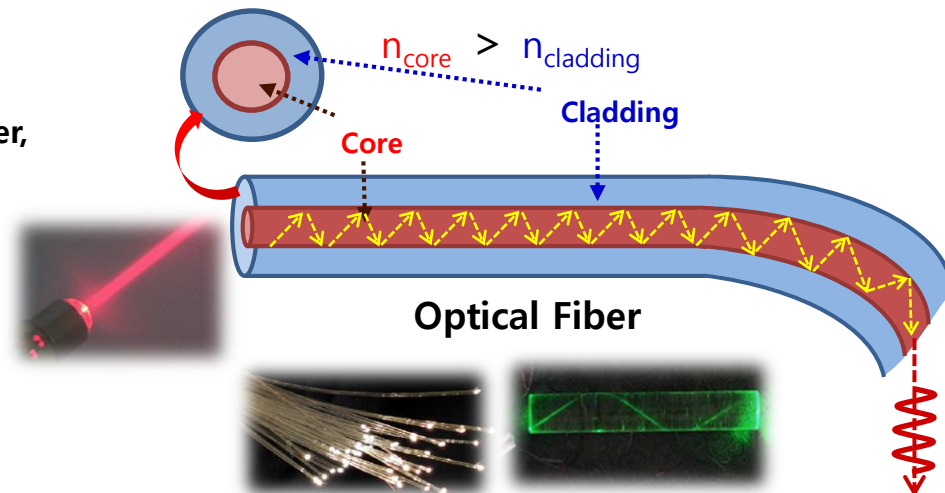 n_core > n_cladding
er,
Cladding
Core
Optical Fiber